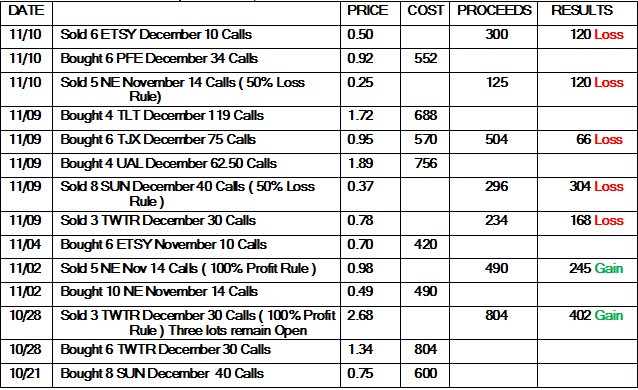 DATE PRICE COST PROCEEDS RESULTS
11/10 Sold 6 ETSY December 10 Calls 0.50 300 120 Loss
11/10 Bought 6 PFE December 34 Calls 0.92 552
11/10 Sold 5 NE November 14 Calls ( 50% Loss 0.25 125 120 Loss
Rule)
11/09 Bought 4 TLT December 119 Calls 1.72 688
11/09 Bought 6 TJX December 75 Calls 0.95 570 504 66 Loss
11/09 Bought 4 UAL December 62.50 Calls 1.89 756
11/09 Sold 8 SUN December 40 Calls ( 50% Loss 0.37 296 304 Loss
Rule )
11/09 Sold 3 TWTR December 30 Calls 0.78 234 168 Loss
11/04 Bought 6 ETSY November 10 Calls 0.70 420
11/02 Sold 5 NE Nov 14 Calls ( 100% Profit Rule ) 0.98 490 245 Gain
11/02 Bought 10 NE November 14 Calls 0.49 490
10/28 Sold 3 TWTR December 30 Calls ( 100% Profit 2.68 804 402 Gain
Rule ) Three lots remain Open
10/28 Bought 6 TWTR December 30 Calls 1.34 804
10/21 Bought 8 SUN December 40 Calls 0.75 600